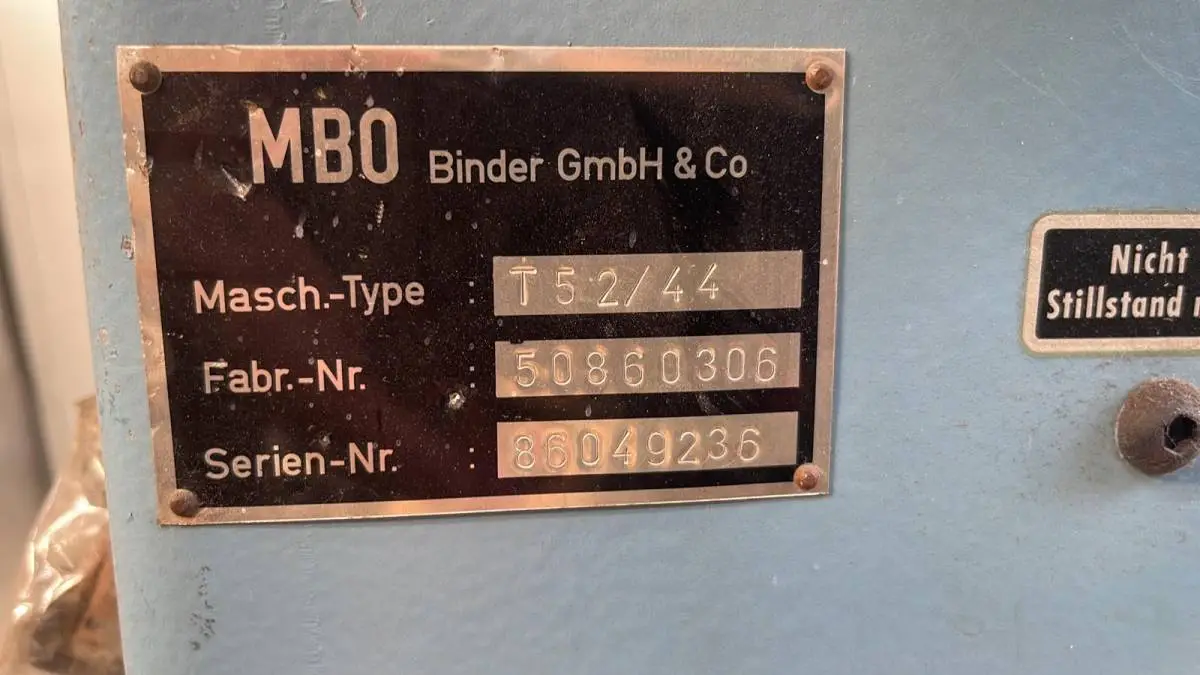 MBO Binder GmbH & Co
Masch.-Type : T 52/44
Fabr.-Nr. : 50860306
Serien-Nr. : 86049236
Nicht
Stillstand